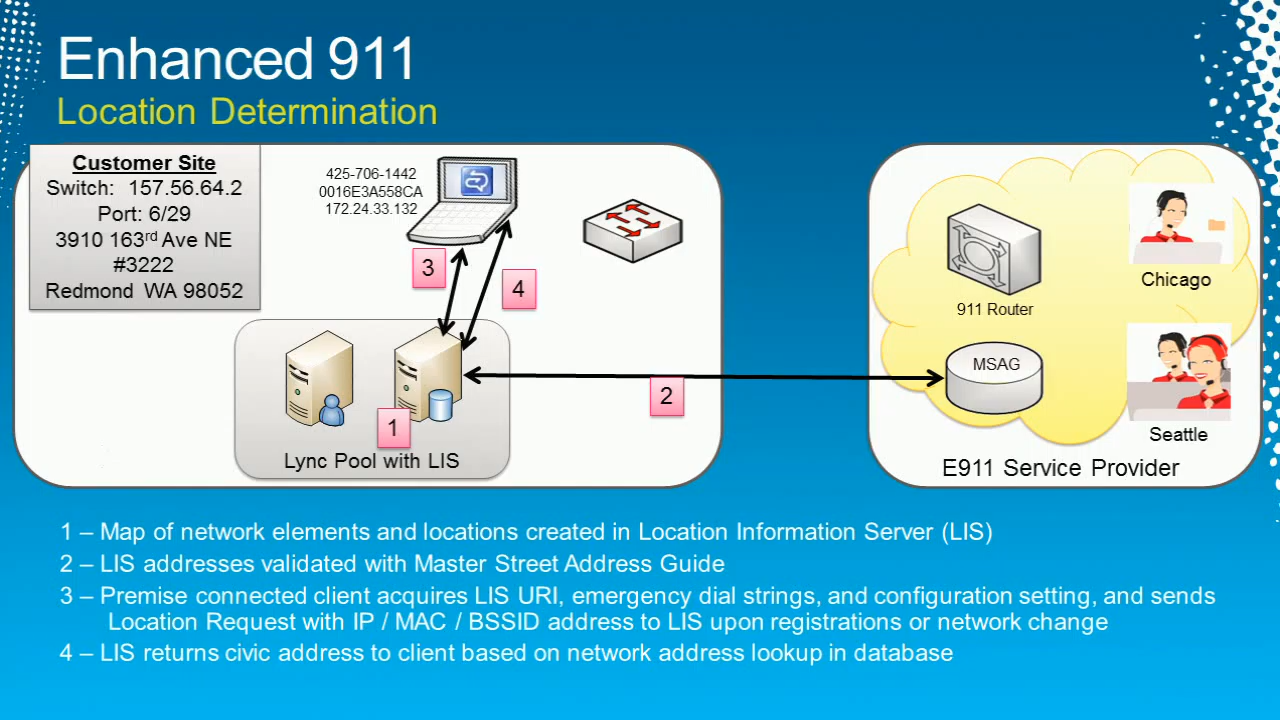 Enhanced 911
Location Determination
Customer Site
Switch: 157.56.64.2
Port: 6/29
3910 163rd Ave NE
#3222
Redmond WA 98052
425-706-1442
0016E3A558CA
172.24.33.132
3
4
2
1
Lync Pool with LIS
911 Router
MSAG
Chicago
Seattle
E911 Service Provider
1 – Map of network elements and locations created in Location Information Server (LIS)
2 – LIS addresses validated with Master Street Address Guide
3 – Premise connected client acquires LIS URI, emergency dial strings, and configuration setting, and sends
Location Request with IP / MAC / BSSID address to LIS upon registrations or network change
4 – LIS returns civic address to client based on network address lookup in database